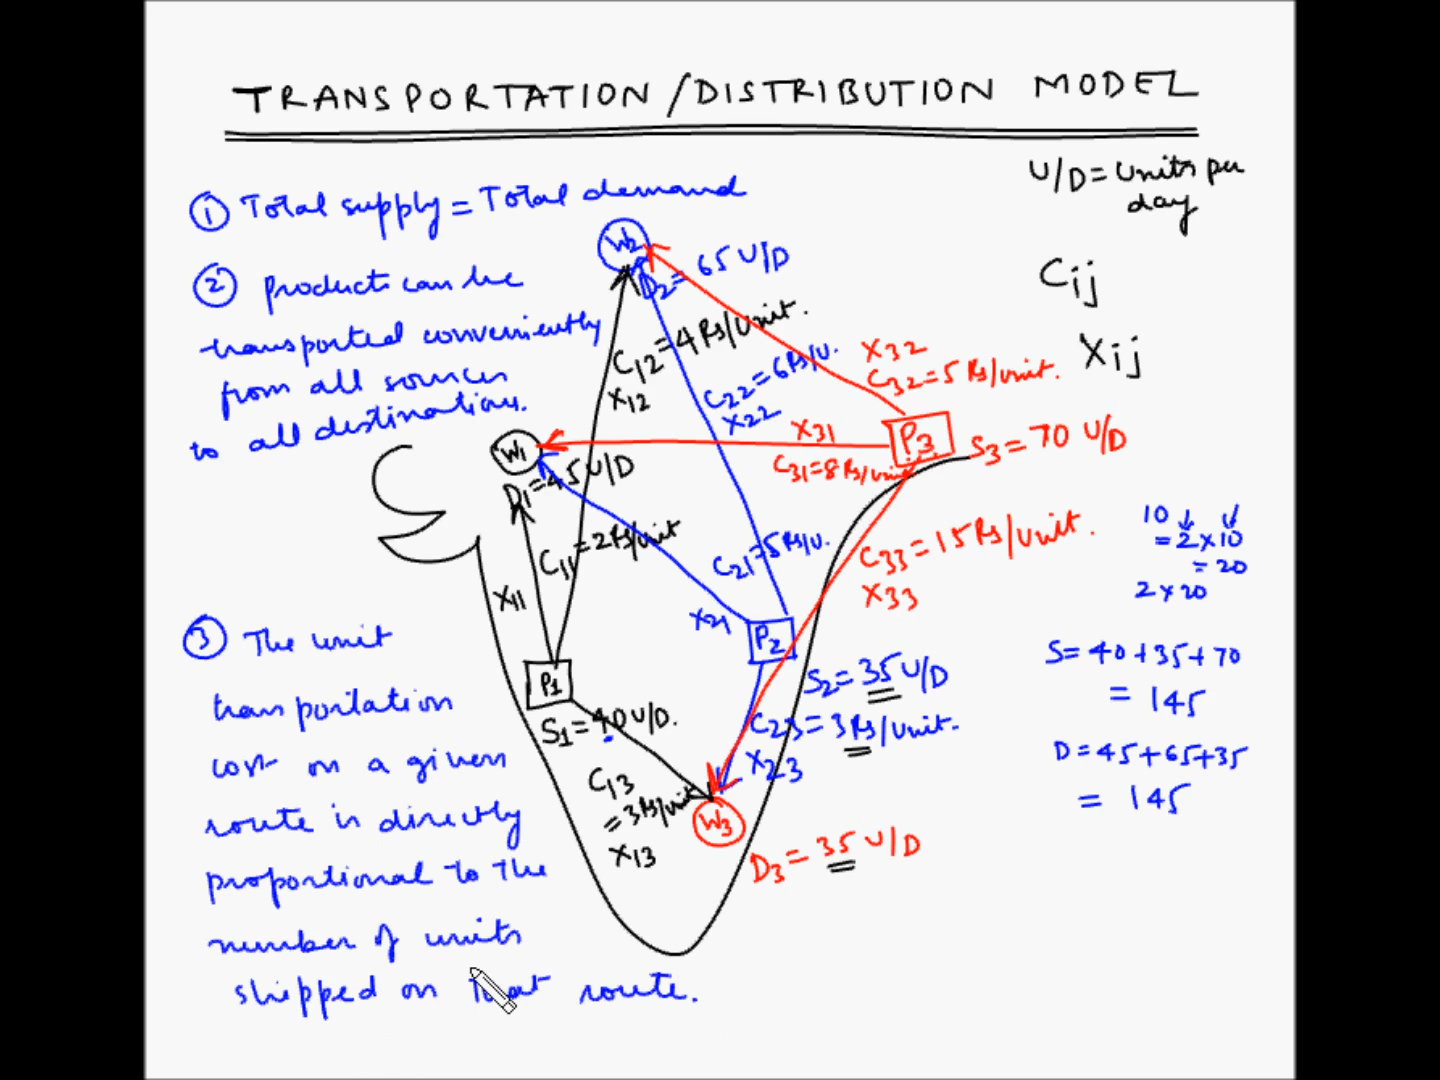 TRANSPORTATION / DISTRIBUTION MODEL
U/D = Units per
day
① Total supply = Total demand
② Products can be
transported conveniently
from all sources
to all destinations.
W2
D2 = 65 U/D
Cij
Xij
C12 = 4 Rs/Unit.
X12
C22 = 6 Rs/U.
X22
X32
C32 = 5 Rs/Unit.
W1
D1 = 45 U/D
X31
C31 = 8 Rs/unit
P3
S3 = 70 U/D
C11 = 2 Rs/unit
X11
C21 = 5 Rs/U.
X21
C33 = 15 Rs/Unit.
X33
10
= 2 x 10
= 20
2 x 20
③ The unit
transportation
cost on a given
route is directly
proportional to the
number of units
shipped on that route.
P1
S1 = 40 U/D.
P2
S2 = 35 U/D
C23 = 3 Rs/Unit.
X23
C13
= 3 Rs/unit
X13
W3
D3 = 35 U/D
S = 40 + 35 + 70
= 145
D = 45 + 65 + 35
= 145